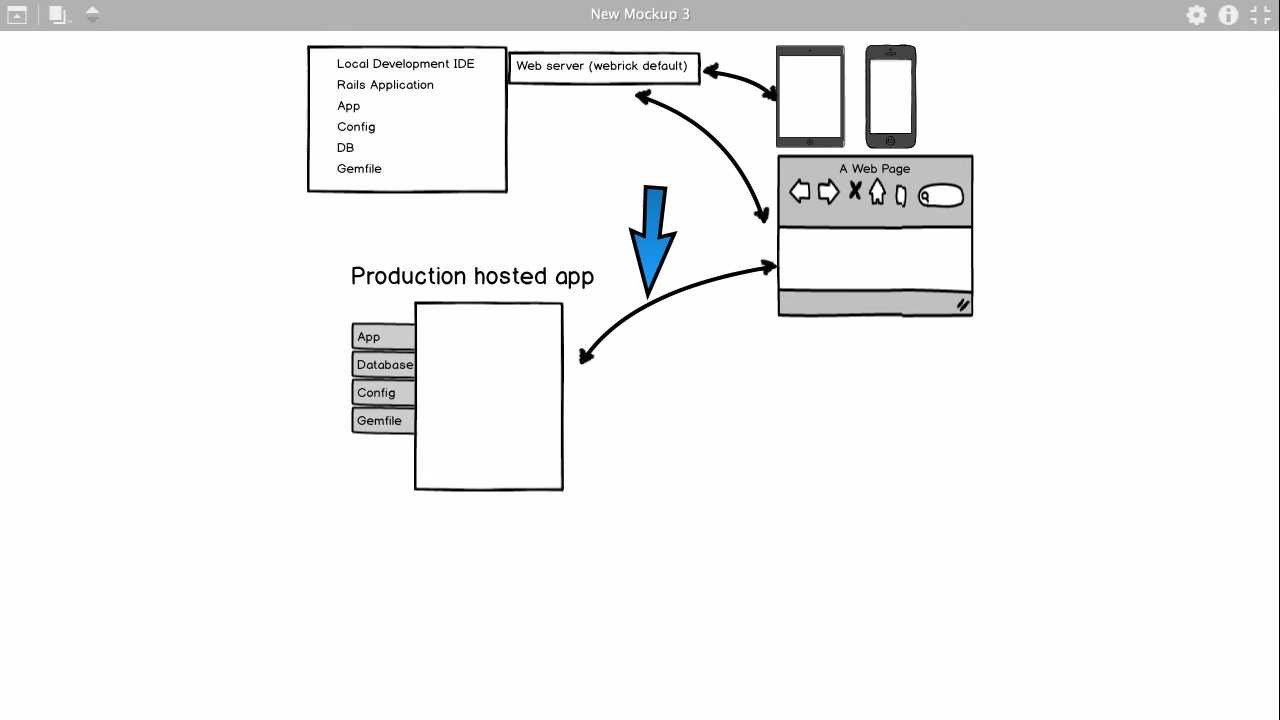 New Mockup 3
Local Development IDE
Rails Application
App
Config
DB
Gemfile
Web server (webrick default)
A Web Page
Production hosted app
App
Database
Config
Gemfile